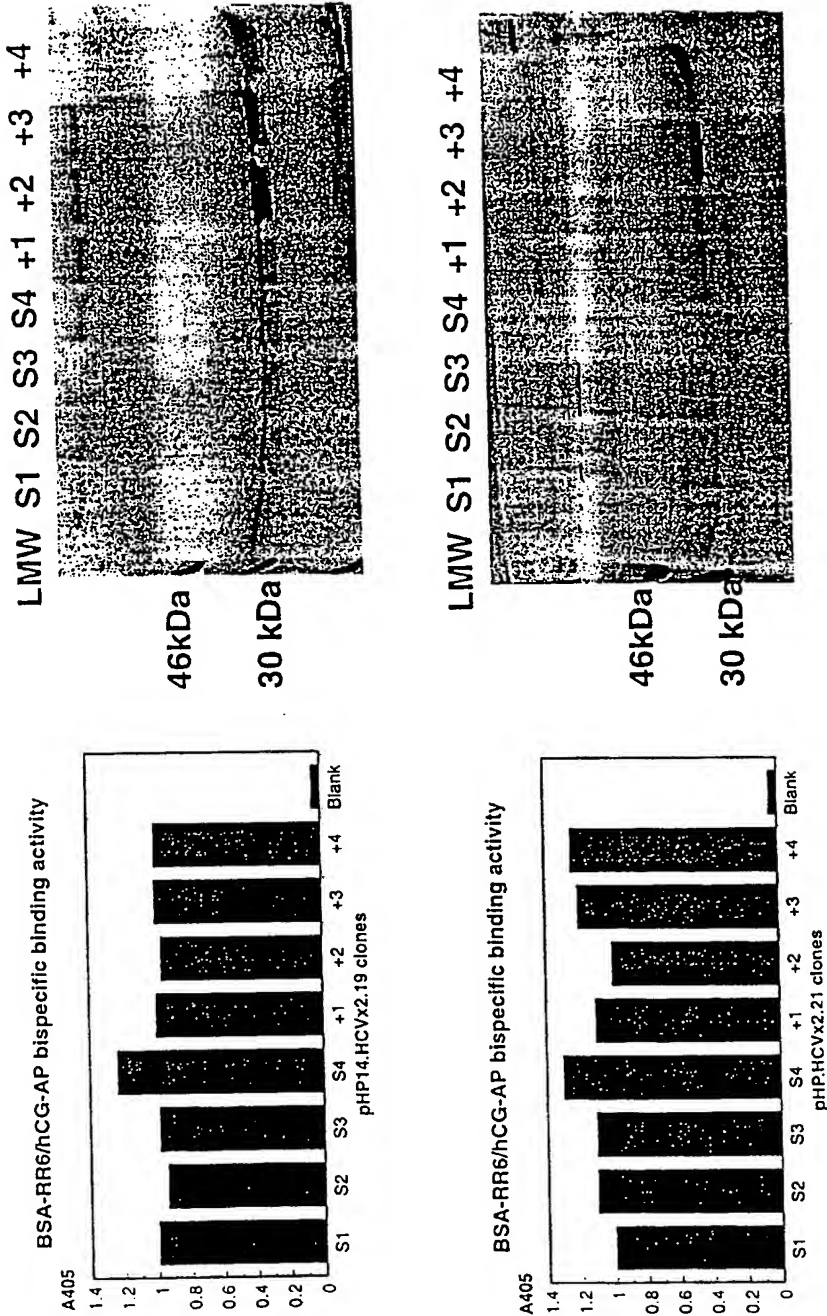 LMW S1 S2 S3 S4 +1 +2 +3 +4
46kDa
30 kDa
LMW S1 S2 S3 S4 +1 +2 +3 +4
46kDa
30 kDa
BSA-RR6/hCG-AP bispecific binding activity
A405
1.4
1.2
1
0.8
0.6
0.4
0.2
0
S1 S2 S3 S4 +1 +2 +3 +4 Blank
pHP14.HCVx2.19 clones
BSA-RR6/hCG-AP bispecific binding activity
A405
1.4
1.2
1
0.8
0.6
0.4
0.2
0
S1 S2 S3 S4 +1 +2 +3 +4 Blank
pHP.HCVx2.21 clones